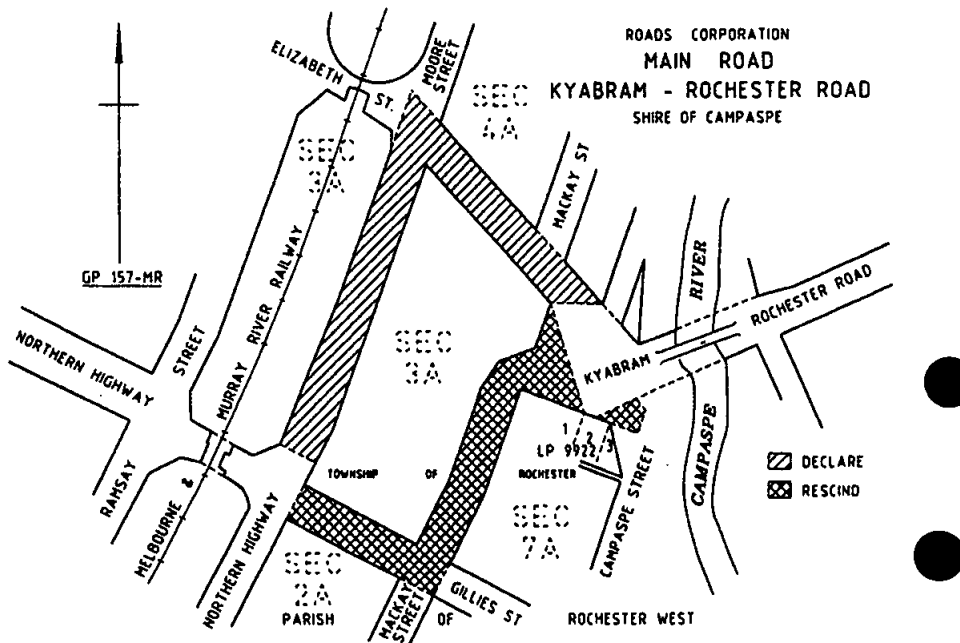 ROADS CORPORATION
MAIN ROAD
KYABRAM - ROCHESTER ROAD
SHIRE OF CAMPASPE
ELIZABETH ST.
MOORE STREET
SEC 4A
SEC 3A
MACKAY ST
GP 157-MR
MELBOURNE & MURRAY RIVER RAILWAY
RIVER
ROCHESTER ROAD
NORTHERN HIGHWAY
RAMSAY STREET
SEC 3A
KYABRAM -
CAMPASPE
1
2
3
LP 9922
TOWNSHIP OF ROCHESTER
DECLARE
RESCIND
CAMPASPE STREET
SEC 7A
NORTHERN HIGHWAY
SEC 2A
MACKAY STREET
GILLIES ST
PARISH OF ROCHESTER WEST